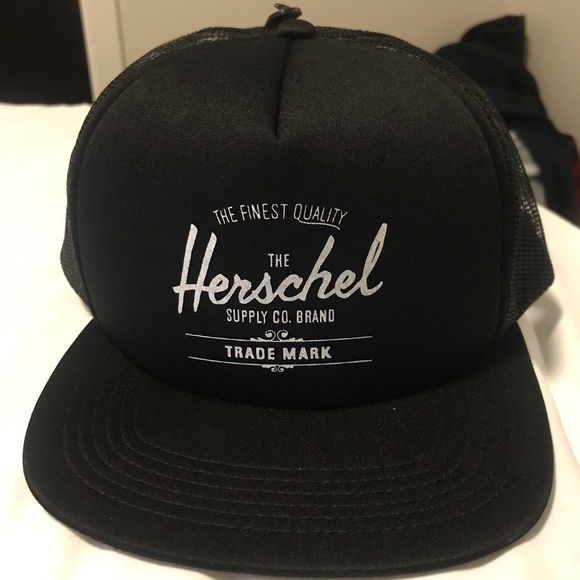 THE FINEST QUALITY
THE
Herschel
SUPPLY CO. BRAND
TRADE MARK